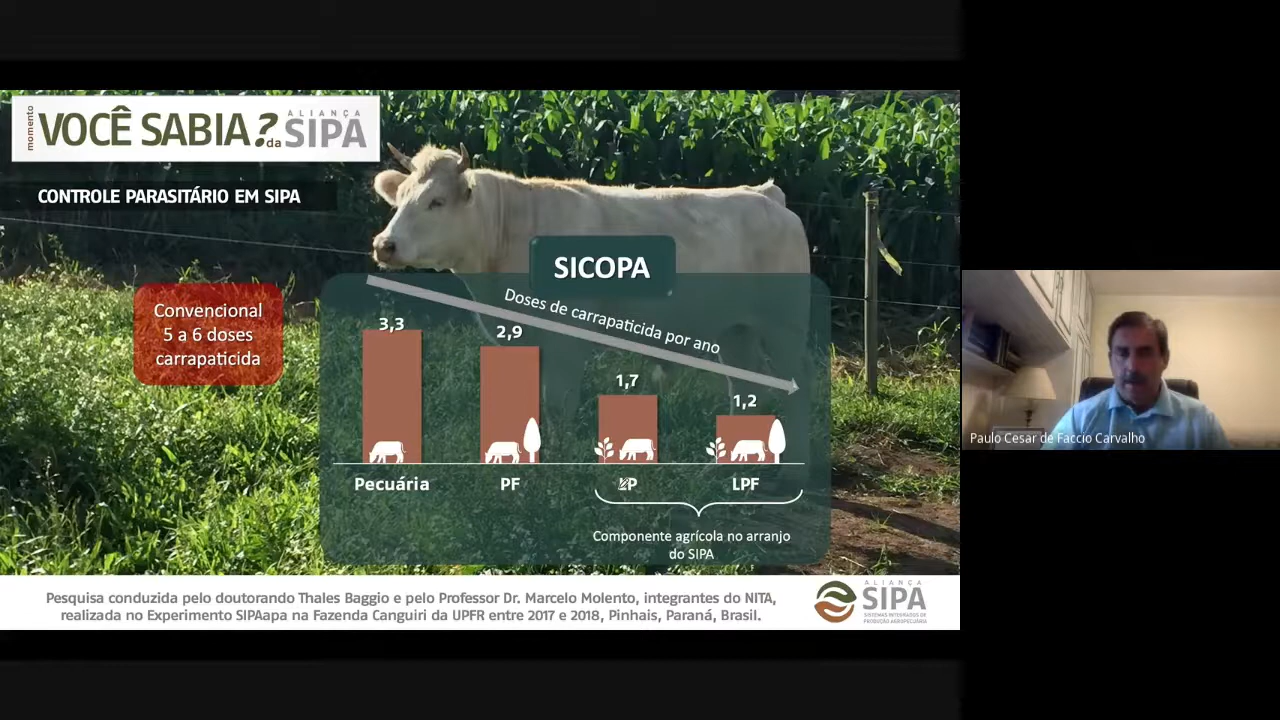 momento
VOCÊ SABIA?
da
ALIANÇA
SIPA
CONTROLE PARASITÁRIO EM SIPA
Convencional
5 a 6 doses
carrapaticida
SICOPA
Doses de carrapaticida por ano
3,3
2,9
1,7
1,2
Pecuária
PF
LP
LPF
Componente agrícola no arranjo
do SIPA
Pesquisa conduzida pelo doutorando Thales Baggio e pelo Professor Dr. Marcelo Molento, integrantes do NITA,
realizada no Experimento SIPAapa na Fazenda Canguiri da UPFR entre 2017 e 2018, Pinhais, Paraná, Brasil.
ALIANÇA
SIPA
SISTEMAS INTEGRADOS DE
PRODUÇÃO AGROPECUÁRIA
Paulo Cesar de Faccio Carvalho